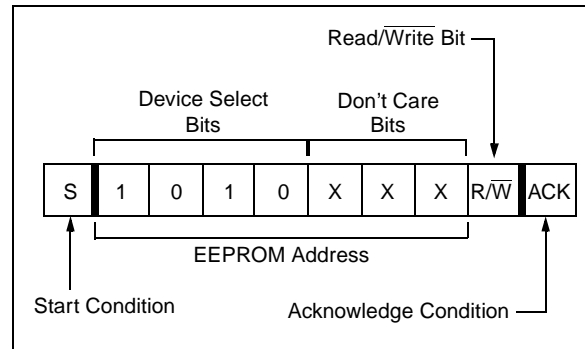 Read/Write Bit
Device Select
Bits
Don't Care
Bits
S 1 0 1 0 X X X R/W ACK
EEPROM Address
Start Condition
Acknowledge Condition